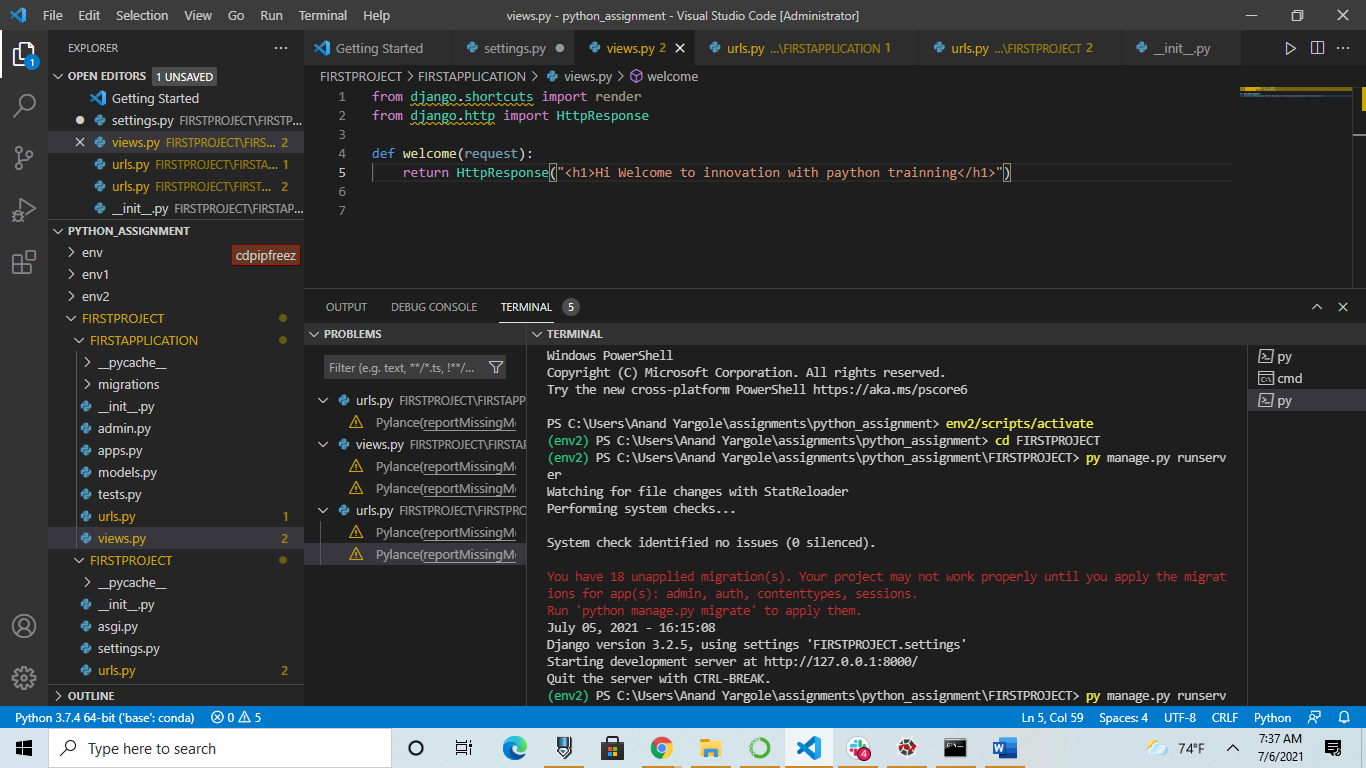 File Edit Selection View Go Run Terminal Help
views.py - python_assignment - Visual Studio Code [Administrator]
EXPLORER
OPEN EDITORS 1 UNSAVED
Getting Started
settings.py FIRSTPROJECT\FIRSTP...
views.py FIRSTPROJECT\FIRS... 2
urls.py FIRSTPROJECT\FIRSTA... 1
urls.py FIRSTPROJECT\FIRST... 2
__init__.py FIRSTPROJECT\FIRSTAP...
PYTHON_ASSIGNMENT
env
cdpipfreez
env1
env2
FIRSTPROJECT
FIRSTAPPLICATION
__pycache__
migrations
__init__.py
admin.py
apps.py
models.py
tests.py
urls.py 1
views.py 2
FIRSTPROJECT
__pycache__
__init__.py
asgi.py
settings.py
urls.py 2
OUTLINE
Getting Started settings.py views.py 2 urls.py ...\FIRSTAPPLICATION 1 urls.py ...\FIRSTPROJECT 2 __init__.py
FIRSTPROJECT > FIRSTAPPLICATION > views.py > welcome
1 from django.shortcuts import render
2 from django.http import HttpResponse
3
4 def welcome(request):
5 return HttpResponse("<h1>Hi Welcome to innovation with paython trainning</h1>")
6
7
OUTPUT DEBUG CONSOLE TERMINAL 5
PROBLEMS
Filter (e.g. text, **/*.ts, !**/...
urls.py FIRSTPROJECT\FIRSTAPP
Pylance(reportMissingMo
views.py FIRSTPROJECT\FIRSTAP
Pylance(reportMissingMo
Pylance(reportMissingMo
urls.py FIRSTPROJECT\FIRSTPRO
Pylance(reportMissingMo
Pylance(reportMissingMo
TERMINAL
Windows PowerShell
Copyright (C) Microsoft Corporation. All rights reserved.
Try the new cross-platform PowerShell https://aka.ms/pscore6
PS C:\Users\Anand Yargole\assignments\python_assignment> env2/scripts/activate
(env2) PS C:\Users\Anand Yargole\assignments\python_assignment> cd FIRSTPROJECT
(env2) PS C:\Users\Anand Yargole\assignments\python_assignment\FIRSTPROJECT> py manage.py runserv
er
Watching for file changes with StatReloader
Performing system checks...
System check identified no issues (0 silenced).
You have 18 unapplied migration(s). Your project may not work properly until you apply the migrat
ions for app(s): admin, auth, contenttypes, sessions.
Run 'python manage.py migrate' to apply them.
July 05, 2021 - 16:15:08
Django version 3.2.5, using settings 'FIRSTPROJECT.settings'
Starting development server at http://127.0.0.1:8000/
Quit the server with CTRL-BREAK.
(env2) PS C:\Users\Anand Yargole\assignments\python_assignment\FIRSTPROJECT> py manage.py runserv
py
cmd
py
1
Python 3.7.4 64-bit ('base': conda) 0 5
Ln 5, Col 59 Spaces: 4 UTF-8 CRLF Python
Type here to search
4
74°F
7:37 AM
7/6/2021